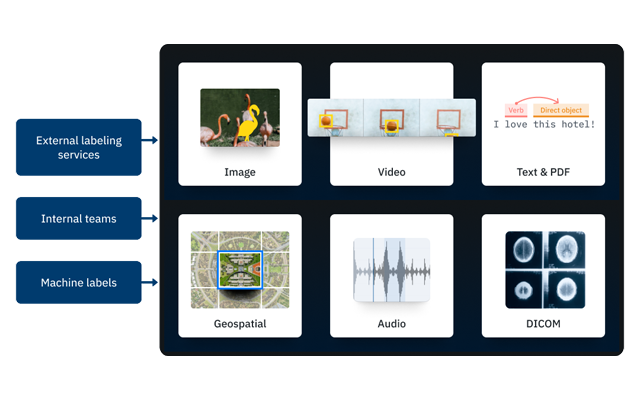 External labeling
services
Internal teams
Machine labels
Image
Video
Verb
Direct object
I love this hotel!
Text & PDF
Geospatial
Audio
DICOM